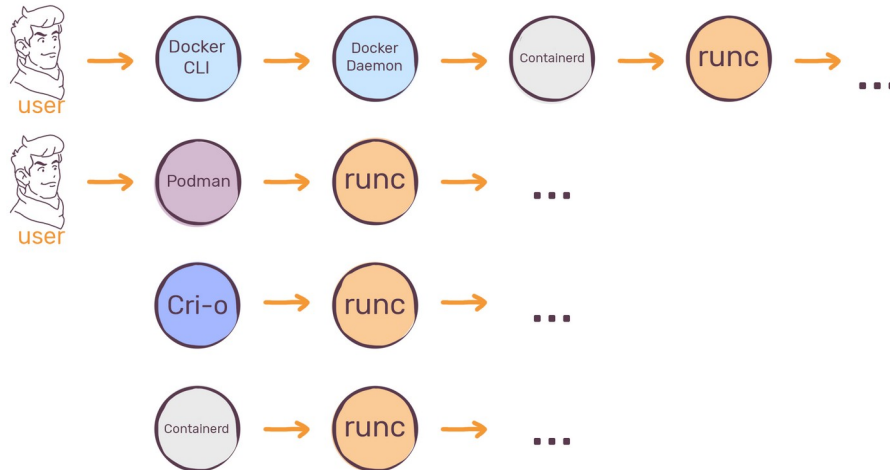 Docker
CLI
Docker
Daemon
Containerd
runc
...
user
Podman
runc
...
user
Cri-o
runc
...
Containerd
runc
...